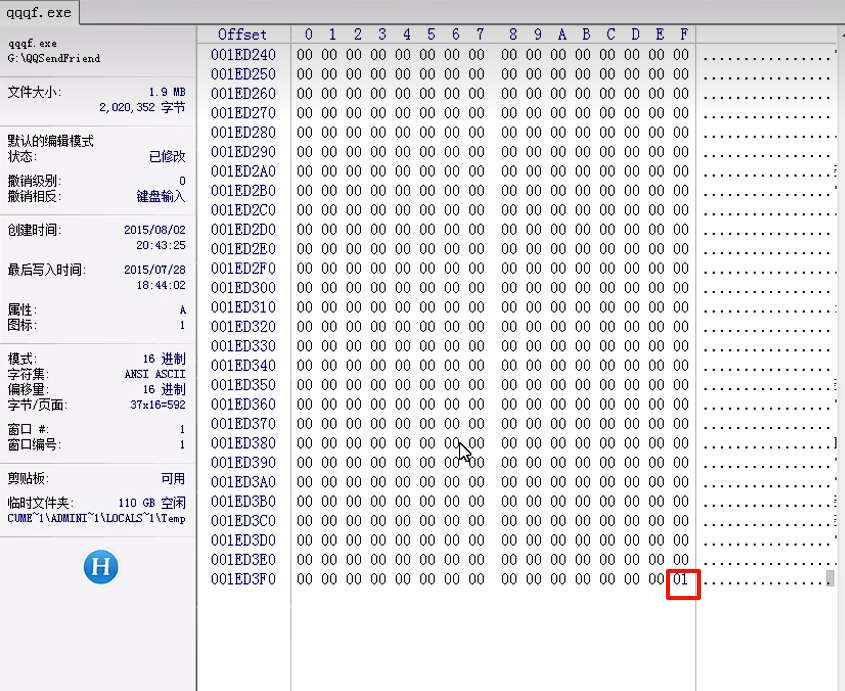 qqqf.exe
qqqf.exe
G:\QQSendFriend
文件大小: 1.9 MB
2,020,352 字节
默认的编辑模式
状态: 已修改
撤销级别: 0
撤销相反: 键盘输入
创建时间: 2015/08/02
20:43:25
最后写入时间: 2015/07/28
18:44:02
属性: A
图标: 1
模式: 16 进制
字符集: ANSI ASCII
偏移量: 16 进制
字节/页面: 37x16=592
窗口 #: 1
窗口编号: 1
剪贴板: 可用
临时文件夹: 110 GB 空闲
CUME~1\ADMINI~1\LOCALS~1\Temp
H
Offset 0 1 2 3 4 5 6 7 8 9 A B C D E F
001ED240 00 00 00 00 00 00 00 00 00 00 00 00 00 00 00 00 ................
001ED250 00 00 00 00 00 00 00 00 00 00 00 00 00 00 00 00 ................
001ED260 00 00 00 00 00 00 00 00 00 00 00 00 00 00 00 00 ................
001ED270 00 00 00 00 00 00 00 00 00 00 00 00 00 00 00 00 ................
001ED280 00 00 00 00 00 00 00 00 00 00 00 00 00 00 00 00 ................
001ED290 00 00 00 00 00 00 00 00 00 00 00 00 00 00 00 00 ................
001ED2A0 00 00 00 00 00 00 00 00 00 00 00 00 00 00 00 00 ................
001ED2B0 00 00 00 00 00 00 00 00 00 00 00 00 00 00 00 00 ................
001ED2C0 00 00 00 00 00 00 00 00 00 00 00 00 00 00 00 00 ................
001ED2D0 00 00 00 00 00 00 00 00 00 00 00 00 00 00 00 00 ................
001ED2E0 00 00 00 00 00 00 00 00 00 00 00 00 00 00 00 00 ................
001ED2F0 00 00 00 00 00 00 00 00 00 00 00 00 00 00 00 00 ................
001ED300 00 00 00 00 00 00 00 00 00 00 00 00 00 00 00 00 ................
001ED310 00 00 00 00 00 00 00 00 00 00 00 00 00 00 00 00 ................
001ED320 00 00 00 00 00 00 00 00 00 00 00 00 00 00 00 00 ................
001ED330 00 00 00 00 00 00 00 00 00 00 00 00 00 00 00 00 ................
001ED340 00 00 00 00 00 00 00 00 00 00 00 00 00 00 00 00 ................
001ED350 00 00 00 00 00 00 00 00 00 00 00 00 00 00 00 00 ................
001ED360 00 00 00 00 00 00 00 00 00 00 00 00 00 00 00 00 ................
001ED370 00 00 00 00 00 00 00 00 00 00 00 00 00 00 00 00 ................
001ED380 00 00 00 00 00 00 00 00 00 00 00 00 00 00 00 00 ................
001ED390 00 00 00 00 00 00 00 00 00 00 00 00 00 00 00 00 ................
001ED3A0 00 00 00 00 00 00 00 00 00 00 00 00 00 00 00 00 ................
001ED3B0 00 00 00 00 00 00 00 00 00 00 00 00 00 00 00 00 ................
001ED3C0 00 00 00 00 00 00 00 00 00 00 00 00 00 00 00 00 ................
001ED3D0 00 00 00 00 00 00 00 00 00 00 00 00 00 00 00 00 ................
001ED3E0 00 00 00 00 00 00 00 00 00 00 00 00 00 00 00 00 ................
001ED3F0 00 00 00 00 00 00 00 00 00 00 00 00 00 00 00 01 ................